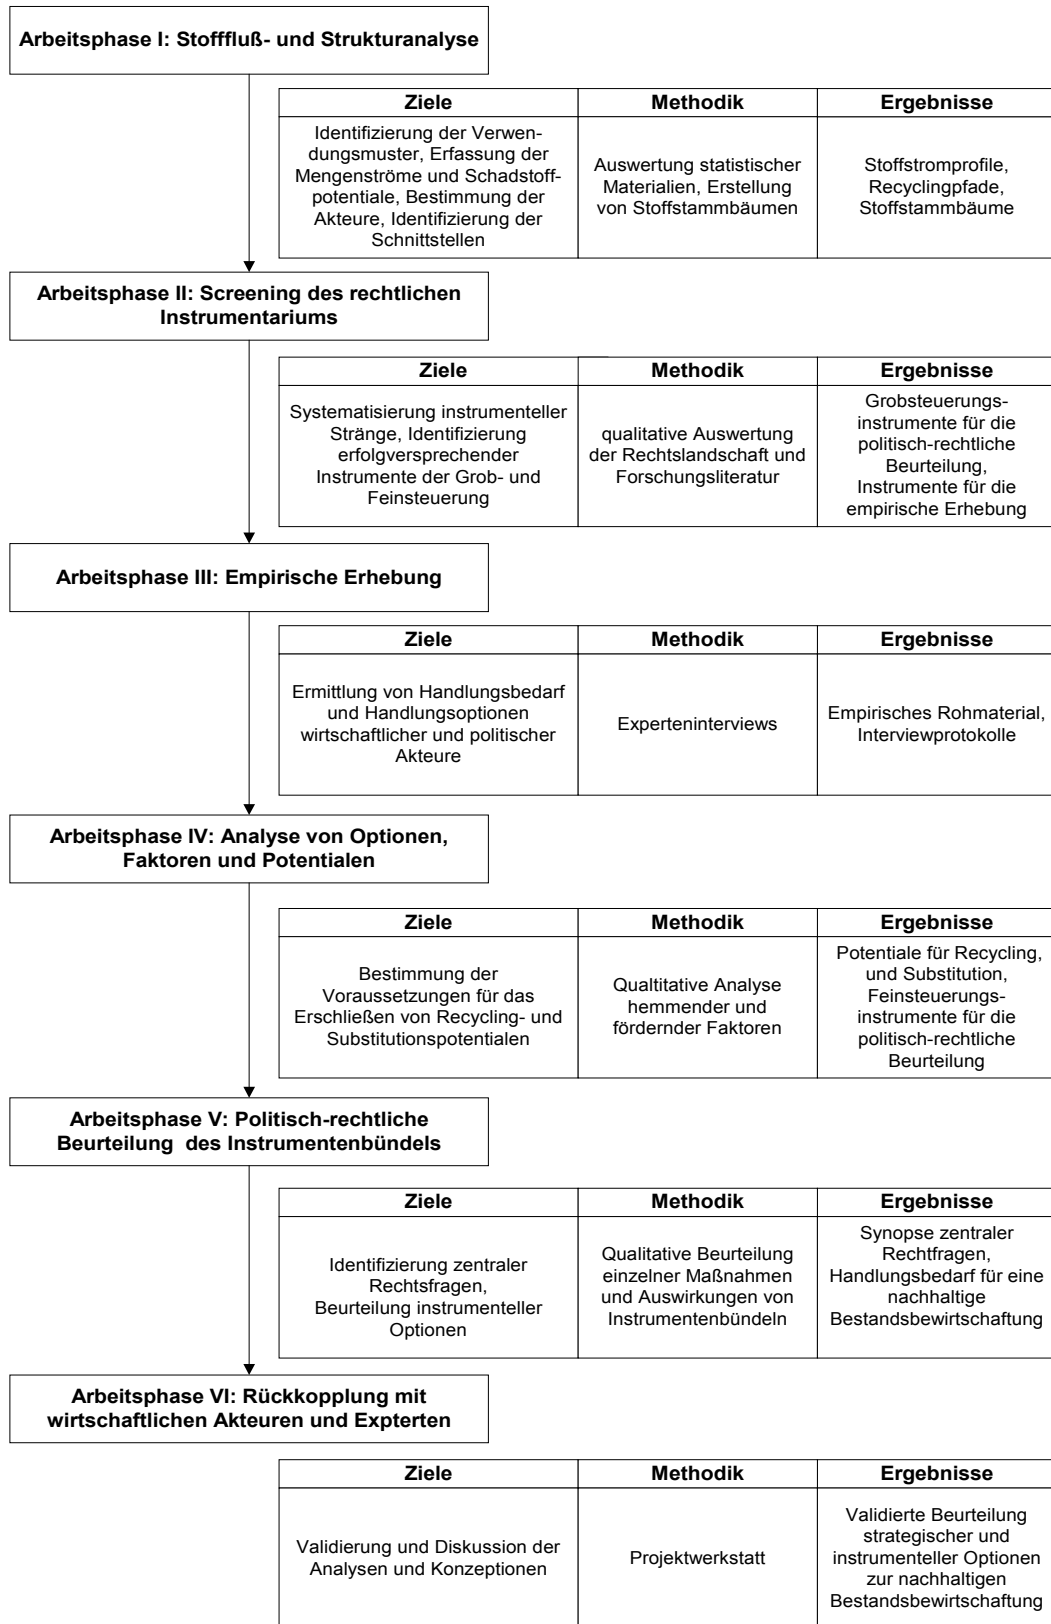 Arbeitsphase I: Stofffluß- und Strukturanalyse
Ziele
Methodik
Ergebnisse
Identifizierung der Verwen-
dungsmuster, Erfassung der
Mengenströme und Schadstoff-
potentiale, Bestimmung der
Akteure, Identifizierung der
Schnittstellen
Auswertung statistischer
Materialien, Erstellung
von Stoffstammbäumen
Stoffstromprofile,
Recyclingpfade,
Stoffstammbäume
Arbeitsphase II: Screening des rechtlichen
Instrumentariums
Ziele
Methodik
Ergebnisse
Systematisierung instrumenteller
Stränge, Identifizierung
erfolgversprechender
Instrumente der Grob- und
Feinsteuerung
qualitative Auswertung
der Rechtslandschaft und
Forschungsliteratur
Grobsteuerungs-
instrumente für die
politisch-rechtliche
Beurteilung,
Instrumente für die
empirische Erhebung
Arbeitsphase III: Empirische Erhebung
Ziele
Methodik
Ergebnisse
Ermittlung von Handlungsbedarf
und Handlungsoptionen
wirtschaftlicher und politischer
Akteure
Experteninterviews
Empirisches Rohmaterial,
Interviewprotokolle
Arbeitsphase IV: Analyse von Optionen,
Faktoren und Potentialen
Ziele
Methodik
Ergebnisse
Bestimmung der
Voraussetzungen für das
Erschließen von Recycling- und
Substitutionspotentialen
Qualtitative Analyse
hemmender und
fördernder Faktoren
Potentiale für Recycling,
und Substitution,
Feinsteuerungs-
instrumente für die
politisch-rechtliche
Beurteilung
Arbeitsphase V: Politisch-rechtliche
Beurteilung  des Instrumentenbündels
Ziele
Methodik
Ergebnisse
Identifizierung zentraler
Rechtsfragen,
Beurteilung instrumenteller
Optionen
Qualitative Beurteilung
einzelner Maßnahmen
und Auswirkungen von
Instrumentenbündeln
Synopse zentraler
Rechtfragen,
Handlungsbedarf für eine
nachhaltige
Bestandsbewirtschaftung
Arbeitsphase VI: Rückkopplung mit
wirtschaftlichen Akteuren und Expterten
Ziele
Methodik
Ergebnisse
Validierung und Diskussion der
Analysen und Konzeptionen
Projektwerkstatt
Validierte Beurteilung
strategischer und
instrumenteller Optionen
zur nachhaltigen
Bestandsbewirtschaftung